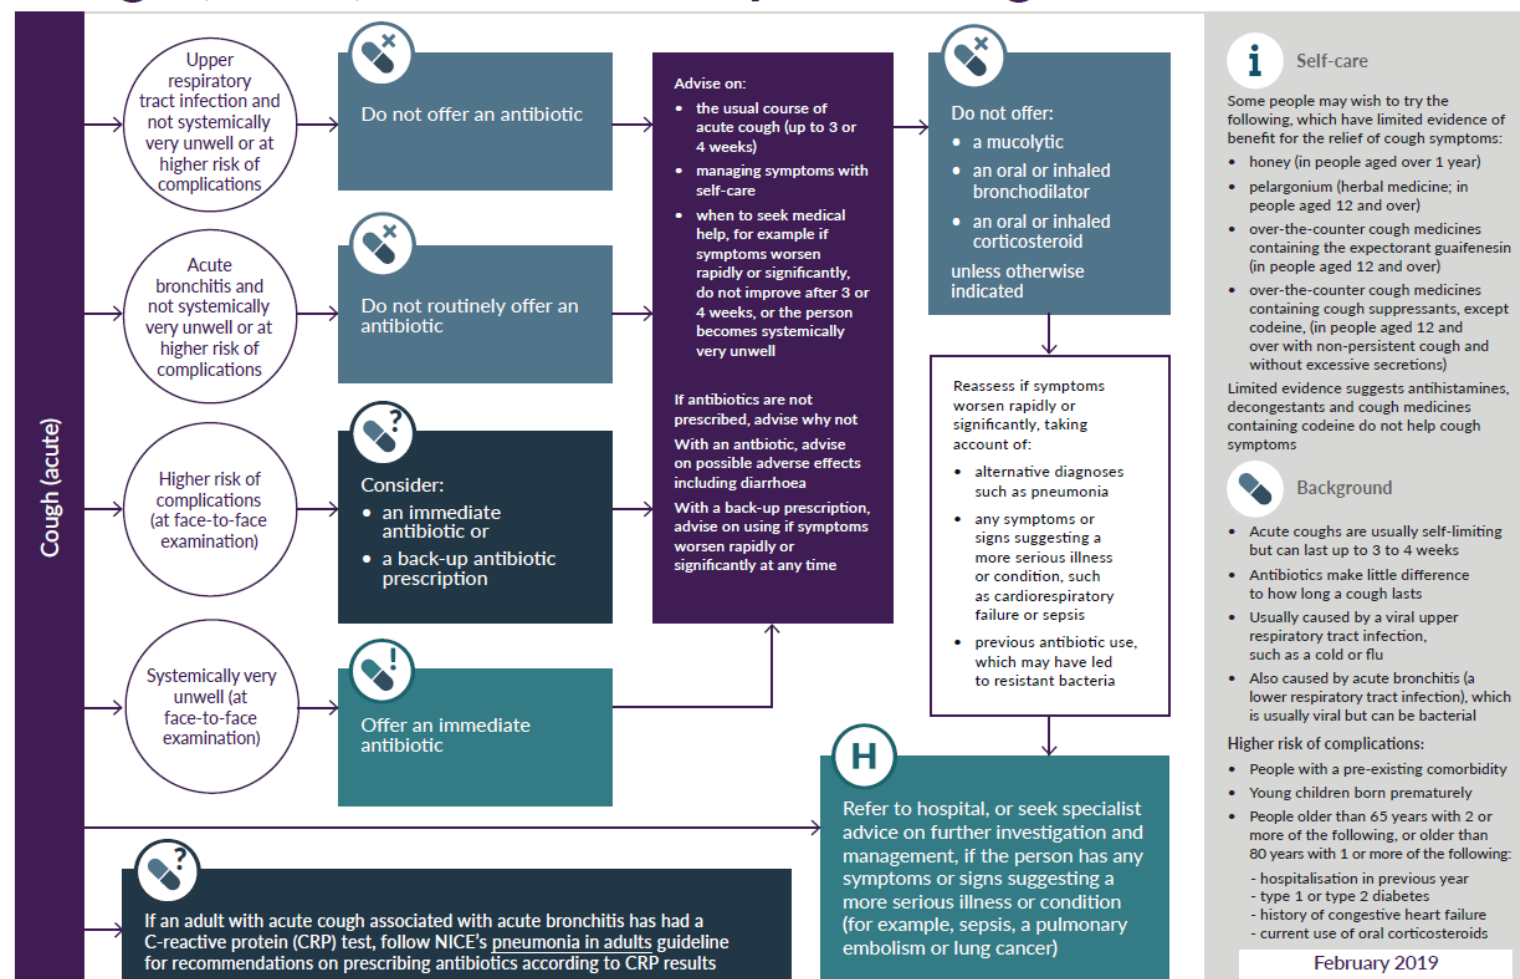 Cough (acute)
Upper
respiratory
tract infection and
not systemically
very unwell or at
higher risk of
complications
Do not offer an antibiotic
Acute
bronchitis and
not systemically
very unwell or at
higher risk of
complications
Do not routinely offer an
antibiotic
Higher risk of
complications
(at face-to-face
examination)
?
Consider:
• an immediate
antibiotic or
• a back-up antibiotic
prescription
Systemically very
unwell (at
face-to-face
examination)
!
Offer an immediate
antibiotic
Advise on:
• the usual course of
acute cough (up to 3 or
4 weeks)
• managing symptoms with
self-care
• when to seek medical
help, for example if
symptoms worsen
rapidly or significantly,
do not improve after 3 or
4 weeks, or the person
becomes systemically
very unwell
If antibiotics are not
prescribed, advise why not
With an antbiotic, advise
on possible adverse effects
including diarrhoea
With a back-up prescription,
advise on using if symptoms
worsen rapidly or
significantly at any time
Do not offer:
• a mucolytic
• an oral or inhaled
bronchodilator
• an oral or inhaled
corticosteroid
unless otherwise
indicated
Reassess if symptoms
worsen rapidly or
significantly, taking
account of:
• alternative diagnoses
such as pneumonia
• any symptoms or
signs suggesting a
more serious illness
or condition, such
as cardiorespiratory
failure or sepsis
• previous antibiotic use,
which may have led
to resistant bacteria
H
Refer to hospital, or seek specialist
advice on further investigation and
management, if the person has any
symptoms or signs suggesting a
more serious illness or condition
(for example, sepsis, a pulmonary
embolism or lung cancer)
?
If an adult with acute cough associated with acute bronchitis has had a
C-reactive protein (CRP) test, follow NICE's pneumonia in adults guideline
for recommendations on prescribing antibiotics according to CRP results
i
Self-care
Some people may wish to try the
following, which have limited evidence of
benefit for the relief of cough symptoms:
• honey (in people aged over 1 year)
• pelargonium (herbal medicine; in
people aged 12 and over)
• over-the-counter cough medicines
containing the expectorant guaifenesin
(in people aged 12 and over)
• over-the-counter cough medicines
containing cough suppressants, except
codeine, (in people aged 12 and
over with non-persistent cough and
without excessive secretions)
Limited evidence suggests antihistamines,
decongestants and cough medicines
containing codeine do not help cough
symptoms
Background
• Acute coughs are usually self-limiting
but can last up to 3 to 4 weeks
• Antibiotics make little difference
to how long a cough lasts
• Usually caused by a viral upper
respiratory tract infection,
such as a cold or flu
• Also caused by acute bronchitis (a
lower respiratory tract infection), which
is usually viral but can be bacterial
Higher risk of complications:
• People with a pre-existing comorbidity
• Young children born prematurely
• People older than 65 years with 2 or
more of the following, or older than
80 years with 1 or more of the following:
- hospitalisation in previous year
- type 1 or type 2 diabetes
- history of congestive heart failure
- current use of oral corticosteroids
February 2019